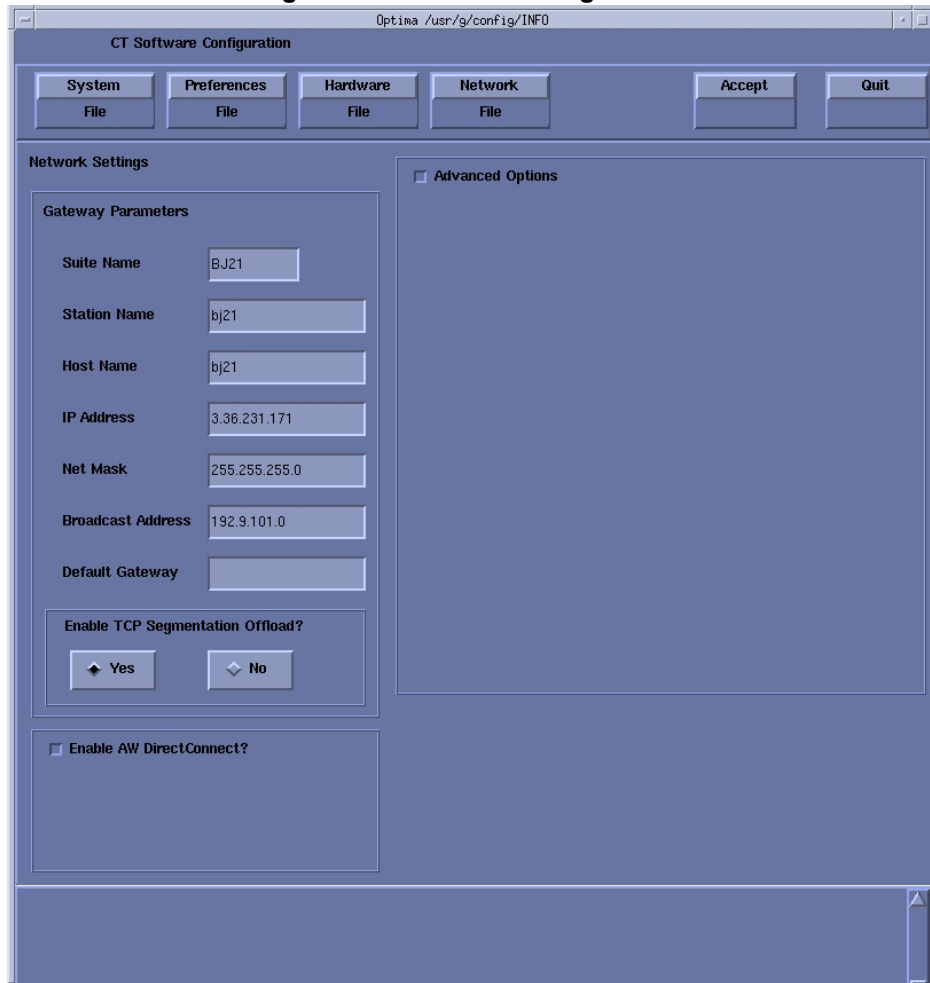 Optima /usr/g/config/INFO
CT Software Configuration
System Preferences Hardware Network Accept Quit
File File File File
Network Settings
Advanced Options
Gateway Parameters
Suite Name BJ21
Station Name bj21
Host Name bj21
IP Address 3.36.231.171
Net Mask 255.255.255.0
Broadcast Address 192.9.101.0
Default Gateway
Enable TCP Segmentation Offload?
Yes No
Enable AW DirectConnect?